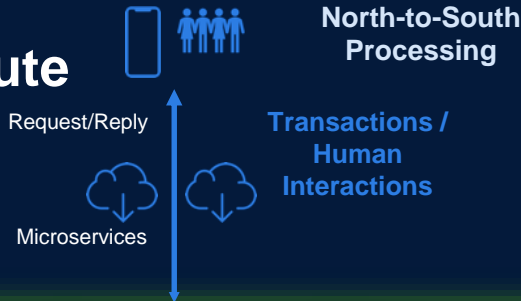 North-to-South
Processing
ute
Request/Reply
Transactions /
Human
Interactions
Microservices